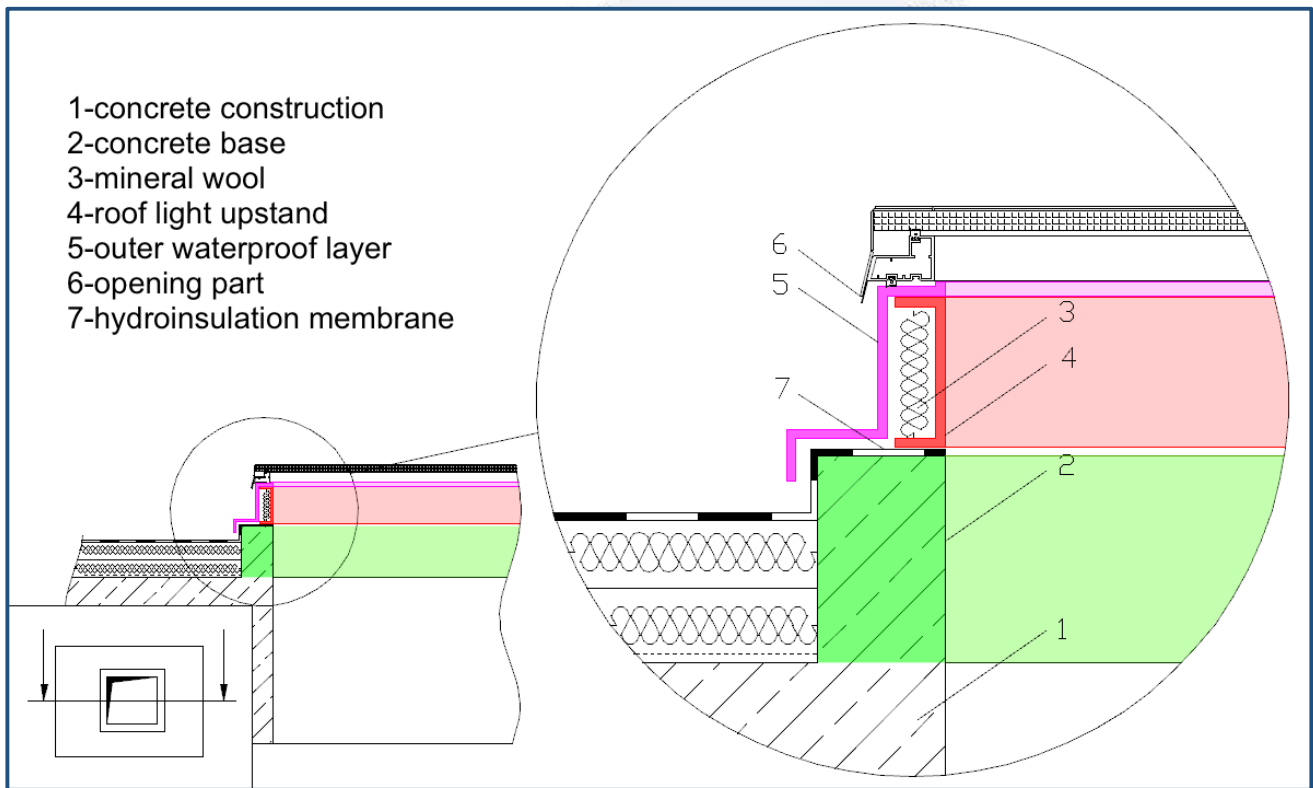 1-concrete construction
2-concrete base
3-mineral wool
4-roof light upstand
5-outer waterproof layer
6-opening part
7-hydroinsulation membrane
6
5
3
4
7
2
1